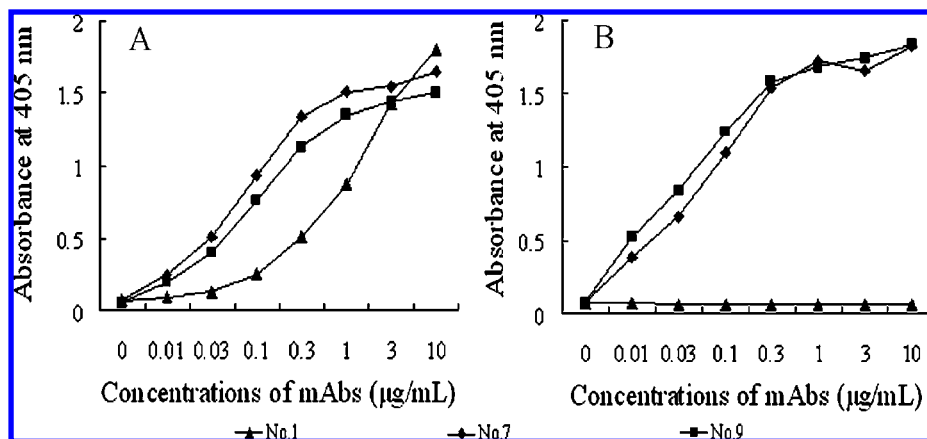 A
B
Absorbance at 405 nm
2
1.5
1
0.5
0
0 0.01 0.03 0.1 0.3 1 3 10
Concentrations of mAbs (µg/mL)
Absorbance at 405 nm
2
1.5
1
0.5
0
0 0.01 0.03 0.1 0.3 1 3 10
Concentrations of mAbs (µg/mL)
No.1 No.7 No.9